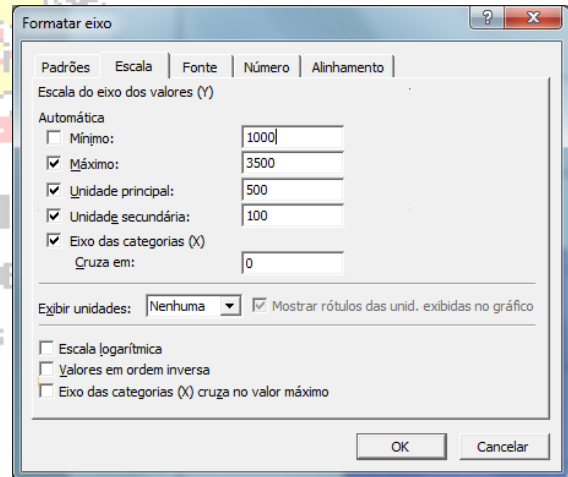 Formatar eixo
Padrões Escala Fonte Número Alinhamento
Escala do eixo dos valores (Y)
Automática
Mínimo: 1000
Máximo: 3500
Unidade principal: 500
Unidade secundária: 100
Eixo das categorias (X)
Cruza em: 0
Exibir unidades: Nenhuma Mostrar rótulos das unid. exibidas no gráfico
Escala logarítmica
Valores em ordem inversa
Eixo das categorias (X) cruza no valor máximo
OK Cancelar